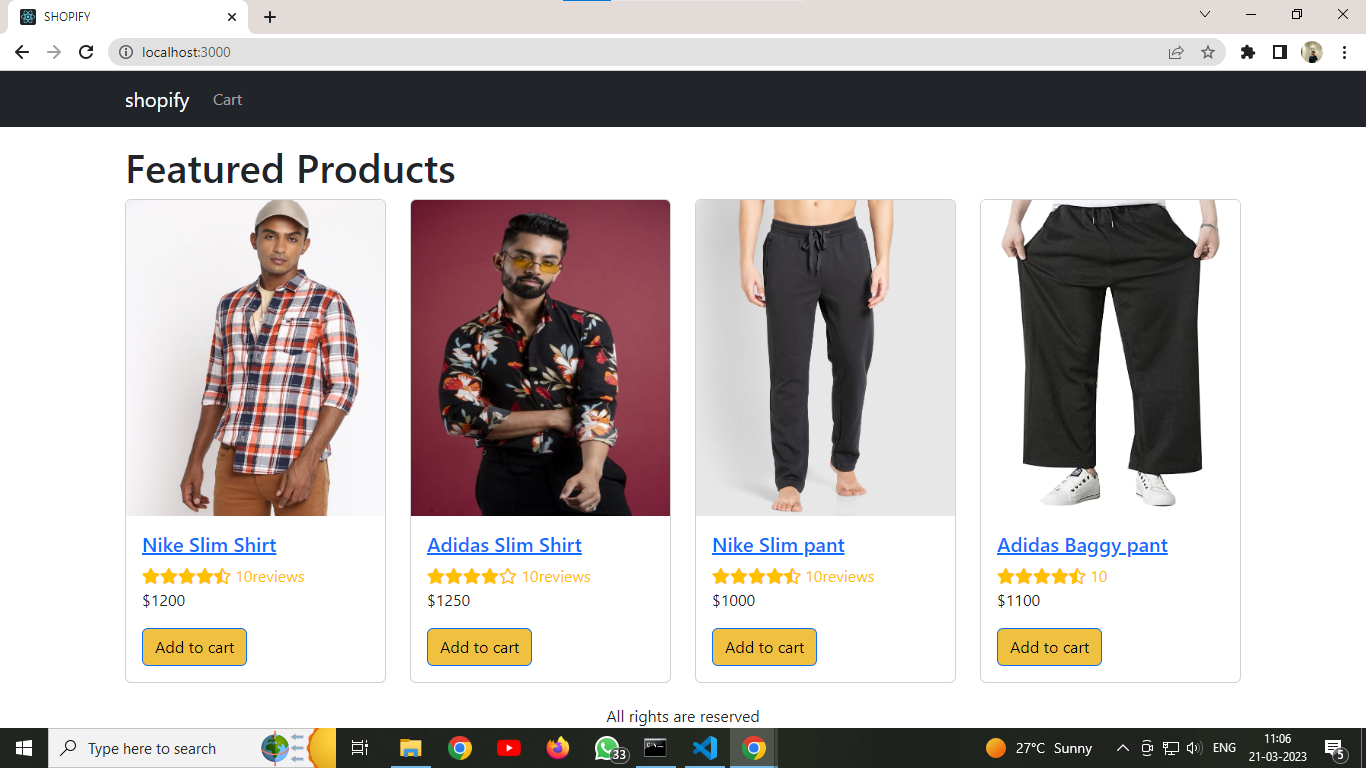 SHOPIFY
localhost:3000
shopify Cart
Featured Products
Nike Slim Shirt
10reviews
$1200
Add to cart
Adidas Slim Shirt
10reviews
$1250
Add to cart
Nike Slim pant
10reviews
$1000
Add to cart
Adidas Baggy pant
10
$1100
Add to cart
All rights are reserved
Type here to search
33
27°C Sunny
ENG
11:06
21-03-2023
5